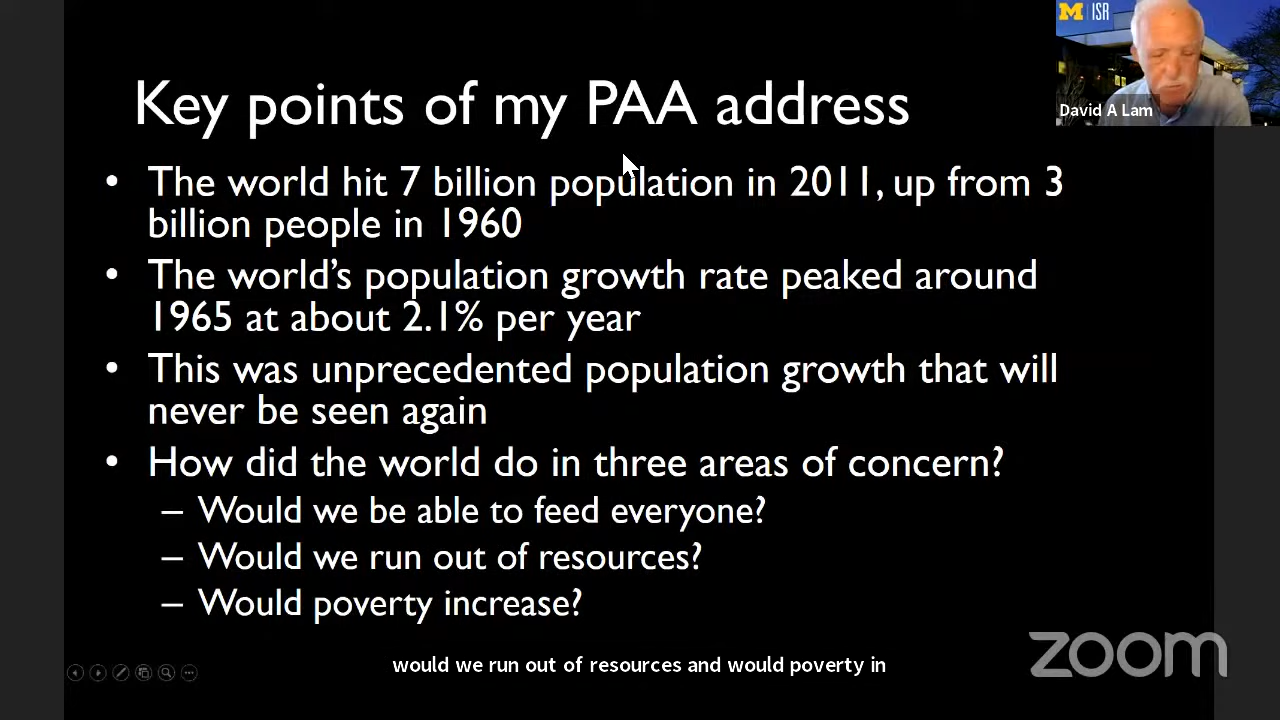 M | ISR
David A Lam
Key points of my PAA address
• The world hit 7 billion population in 2011, up from 3
billion people in 1960
• The world's population growth rate peaked around
1965 at about 2.1% per year
• This was unprecedented population growth that will
never be seen again
• How did the world do in three areas of concern?
– Would we be able to feed everyone?
– Would we run out of resources?
– Would poverty increase?
would we run out of resources and would poverty in
zoom